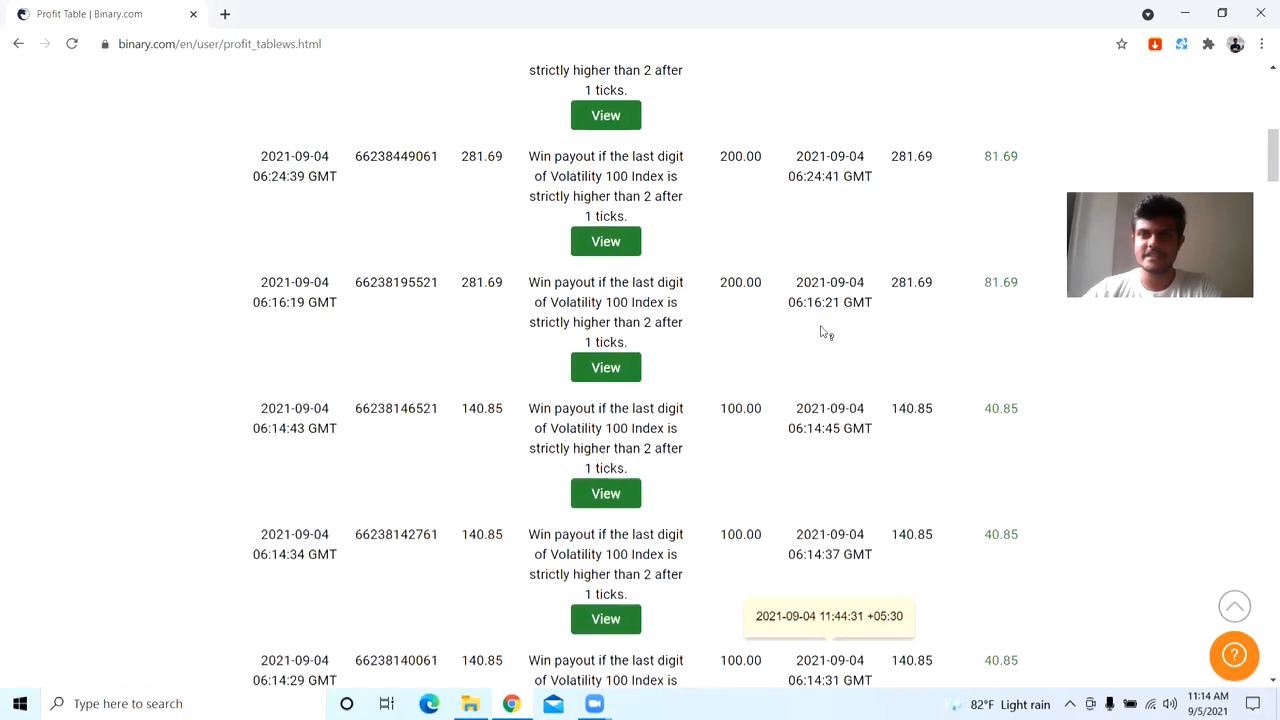 Profit Table | Binary.com
binary.com/en/user/profit_tablews.html
strictly higher than 2 after
1 ticks.
View
2021-09-04 66238449061 281.69 Win payout if the last digit 200.00 2021-09-04 281.69 81.69
06:24:39 GMT of Volatility 100 Index is 06:24:41 GMT
strictly higher than 2 after
1 ticks.
View
2021-09-04 66238195521 281.69 Win payout if the last digit 200.00 2021-09-04 281.69 81.69
06:16:19 GMT of Volatility 100 Index is 06:16:21 GMT
strictly higher than 2 after
1 ticks.
View
2021-09-04 66238146521 140.85 Win payout if the last digit 100.00 2021-09-04 140.85 40.85
06:14:43 GMT of Volatility 100 Index is 06:14:45 GMT
strictly higher than 2 after
1 ticks.
View
2021-09-04 66238142761 140.85 Win payout if the last digit 100.00 2021-09-04 140.85 40.85
06:14:34 GMT of Volatility 100 Index is 06:14:37 GMT
strictly higher than 2 after
1 ticks.
View
2021-09-04 11:44:31 +05:30
2021-09-04 66238140061 140.85 Win payout if the last digit 100.00 2021-09-04 140.85 40.85
06:14:29 GMT of Volatility 100 Index is 06:14:31 GMT
Type here to search
82°F Light rain
11:14 AM
9/5/2021